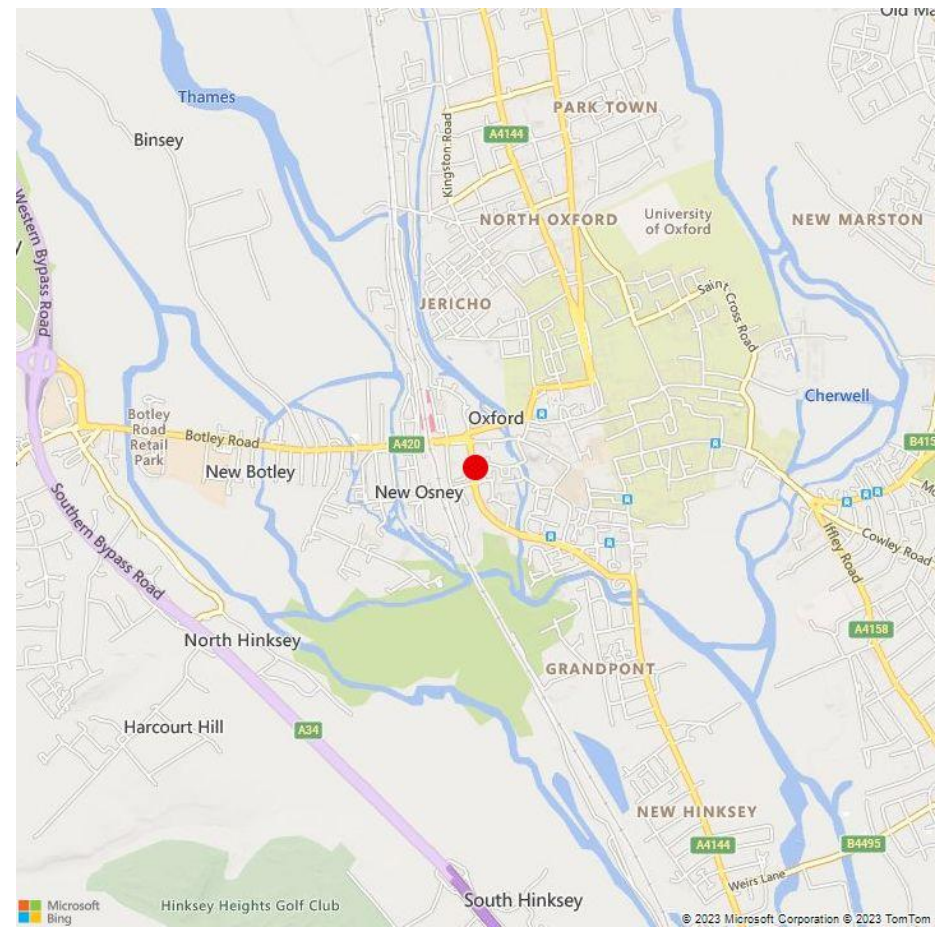 Thames
Binsey
Kingston Road
PARK TOWN
A4144
Western Bypass Road
NORTH OXFORD
University
of Oxford
NEW MARSTON
JERICHO
Saint Cross Road
Cherwell
Oxford
Botley
Road
Retail
Park
Botley Road
A420
New Botley
New Osney
Southern Bypass Road
Iffley Road
Cowley Road
A4158
North Hinksey
GRANDPONT
Harcourt Hill
A34
NEW HINKSEY
A4144
B4495
Weirs Lane
Hinksey Heights Golf Club
South Hinksey
Microsoft
Bing
© 2023 Microsoft Corporation © 2023 TomTom